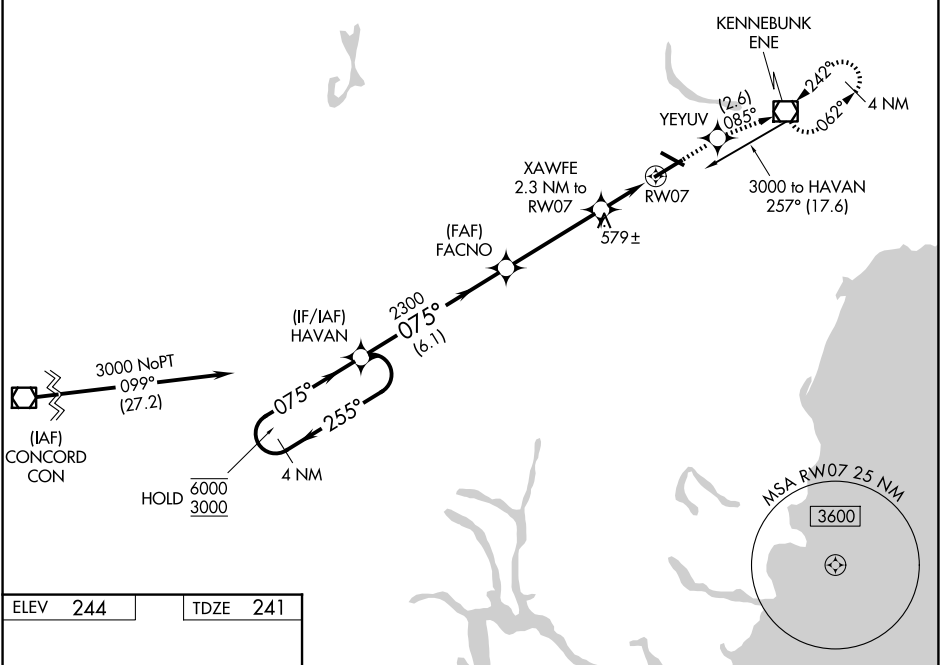 KENNEBUNK
ENE
242°
062°
4 NM
(2.6)
085°
YEYUV
3000 to HAVAN
257° (17.6)
XAWFE
2.3 NM to
RW07
RW07
579±
(FAF)
FACNO
2300
075°
(6.1)
(IF/IAF)
HAVAN
3000 NoPT
099°
(27.2)
(IAF)
CONCORD
CON
075°
255°
4 NM
HOLD 6000
3000
MSA RW07 25 NM
3600
ELEV 244
TDZE 241